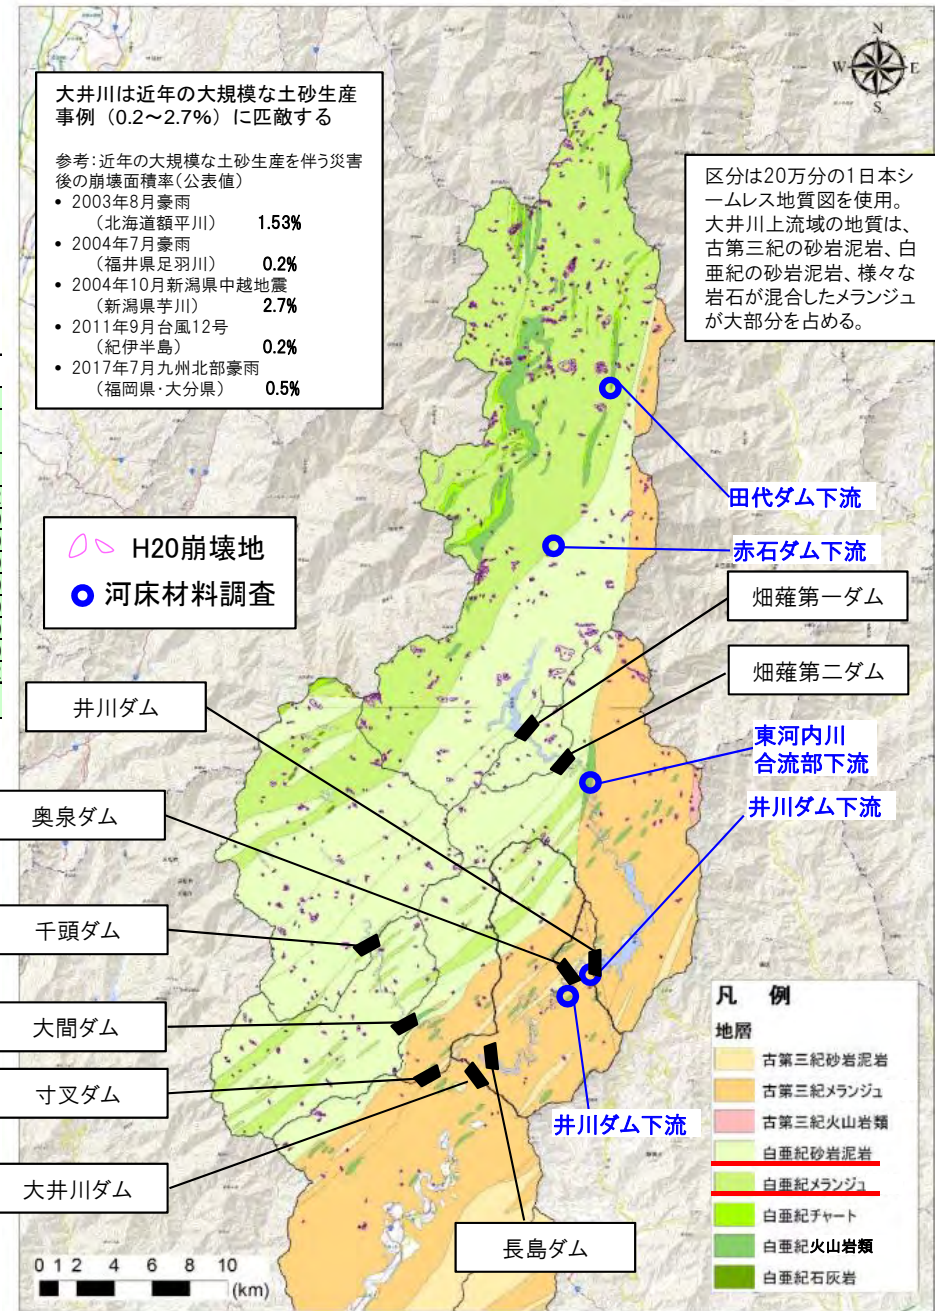 大井川は近年の大規模な土砂生産
事例（0.2～2.7%）に匹敵する
参考：近年の大規模な土砂生産を伴う災害
後の崩壊面積率（公表値）
• 2003年8月豪雨
（北海道額平川） 1.53%
• 2004年7月豪雨
（福井県足羽川） 0.2%
• 2004年10月新潟県中越地震
（新潟県芋川） 2.7%
• 2011年9月台風12号
（紀伊半島） 0.2%
• 2017年7月九州北部豪雨
（福岡県・大分県） 0.5%
N
W E
S
区分は20万分の1日本シ
ームレス地質図を使用。
大井川上流域の地質は、
古第三紀の砂岩泥岩、白
亜紀の砂岩泥岩、様々な
岩石が混合したメランジュ
が大部分を占める。
H20崩壊地
河床材料調査
田代ダム下流
赤石ダム下流
畑薙第一ダム
畑薙第二ダム
井川ダム
東河内川
合流部下流
井川ダム下流
奥泉ダム
千頭ダム
大間ダム
寸又ダム
井川ダム下流
大井川ダム
長島ダム
凡 例
地層
古第三紀砂岩泥岩
古第三紀メランジュ
古第三紀火山岩類
白亜紀砂岩泥岩
白亜紀メランジュ
白亜紀チャート
白亜紀火山岩類
白亜紀石灰岩
0 1 2 4 6 8 10
(km)